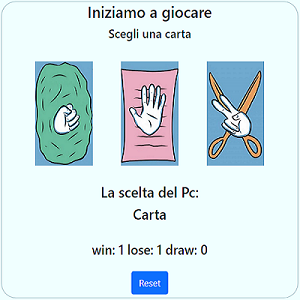 Iniziamo a giocare
Scegli una carta
La scelta del Pc:
Carta
win: 1 lose: 1 draw: 0
Reset